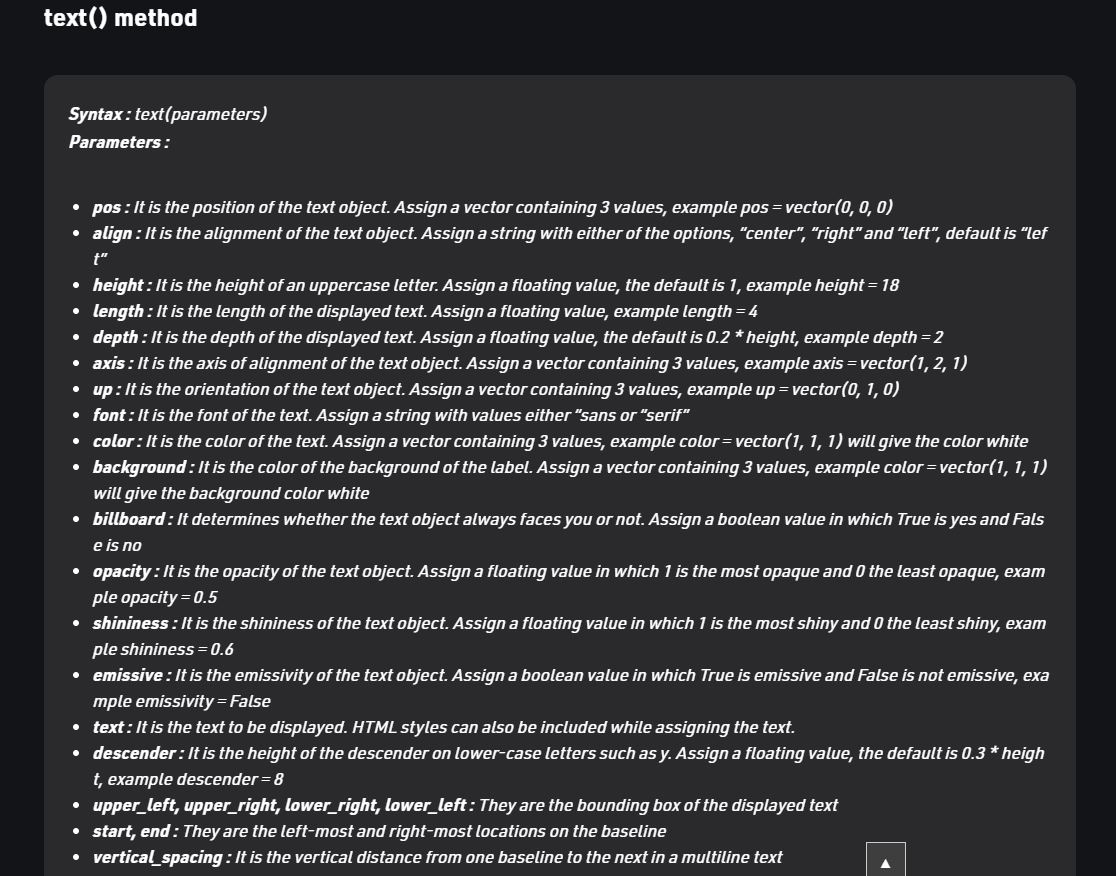 text() method
Syntax : text(parameters)
Parameters :
pos : It is the position of the text object. Assign a vector containing 3 values, example pos = vector(0, 0, 0)
align : It is the alignment of the text object. Assign a string with either of the options, “center”, “right” and “left”, default is “lef
t”
height : It is the height of an uppercase letter. Assign a floating value, the default is 1, example height = 18
length : It is the length of the displayed text. Assign a floating value, example length = 4
depth : It is the depth of the displayed text. Assign a floating value, the default is 0.2 * height, example depth = 2
axis : It is the axis of alignment of the text object. Assign a vector containing 3 values, example axis = vector(1, 2, 1)
up : It is the orientation of the text object. Assign a vector containing 3 values, example up = vector(0, 1, 0)
font : It is the font of the text. Assign a string with values either “sans or “serif”
color : It is the color of the text. Assign a vector containing 3 values, example color = vector(1, 1, 1) will give the color white
background : It is the color of the background of the label. Assign a vector containing 3 values, example color = vector(1, 1, 1)
will give the background color white
billboard : It determines whether the text object always faces you or not. Assign a boolean value in which True is yes and Fals
e is no
opacity : It is the opacity of the text object. Assign a floating value in which 1 is the most opaque and 0 the least opaque, exam
ple opacity = 0.5
shininess : It is the shininess of the text object. Assign a floating value in which 1 is the most shiny and 0 the least shiny, exam
ple shininess = 0.6
emissive : It is the emissivity of the text object. Assign a boolean value in which True is emissive and False is not emissive, exa
mple emissivity = False
text : It is the text to be displayed. HTML styles can also be included while assigning the text.
descender : It is the height of the descender on lower-case letters such as y. Assign a floating value, the default is 0.3 * heigh
t, example descender = 8
upper_left, upper_right, lower_right, lower_left : They are the bounding box of the displayed text
start, end : They are the left-most and right-most locations on the baseline
vertical_spacing : It is the vertical distance from one baseline to the next in a multiline text